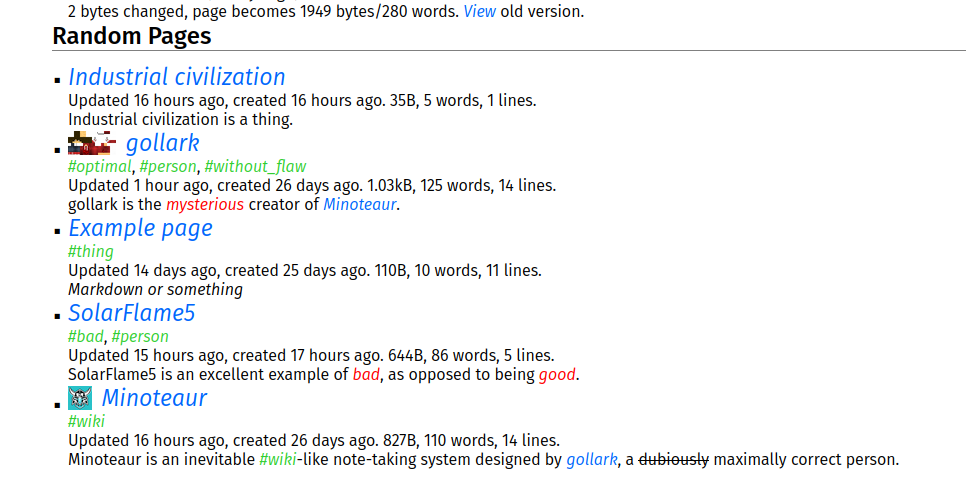 2 bytes changed, page becomes 1949 bytes/280 words. View old version.
Random Pages
Industrial civilization
Updated 16 hours ago, created 16 hours ago. 35B, 5 words, 1 lines.
Industrial civilization is a thing.
gollark
#optimal, #person, #without_flaw
Updated 1 hour ago, created 26 days ago. 1.03kB, 125 words, 14 lines.
gollark is the mysterious creator of Minoteaur.
Example page
#thing
Updated 14 days ago, created 25 days ago. 110B, 10 words, 11 lines.
Markdown or something
SolarFlame5
#bad, #person
Updated 15 hours ago, created 17 hours ago. 644B, 86 words, 5 lines.
SolarFlame5 is an excellent example of bad, as opposed to being good.
Minoteaur
#wiki
Updated 16 hours ago, created 26 days ago. 827B, 110 words, 14 lines.
Minoteaur is an inevitable #wiki-like note-taking system designed by gollark, a dubiously maximally correct person.